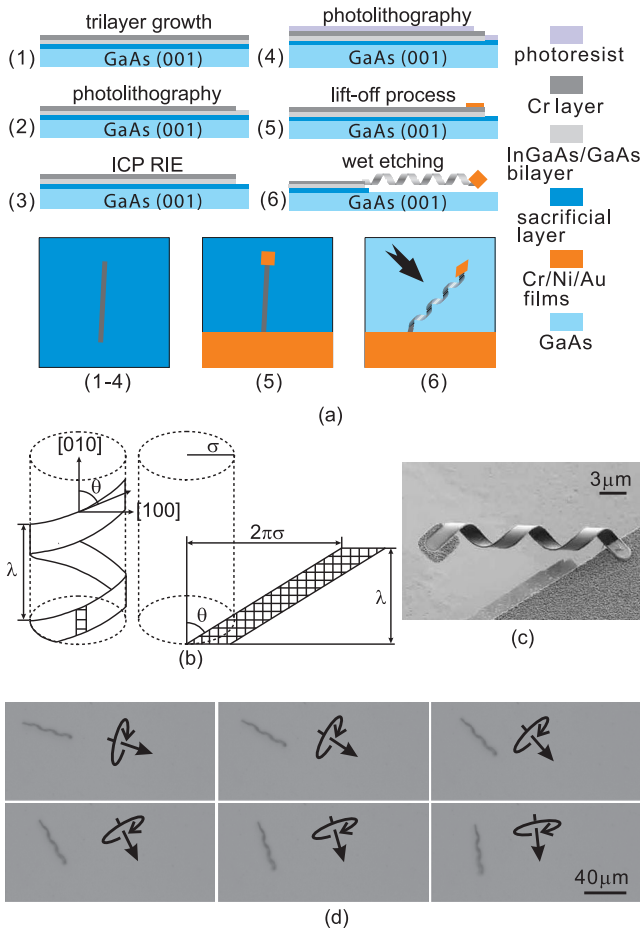 trilayer growth
(1)
GaAs (001)
photolithography
(2)
GaAs (001)
ICP RIE
(3)
GaAs (001)
photolithography
(4)
GaAs (001)
lift-off process
(5)
GaAs (001)
wet etching
(6)
GaAs (001)
photoresist
Cr layer
InGaAs/GaAs
bilayer
sacrificial
layer
Cr/Ni/Au
films
GaAs
(1-4)
(5)
(6)
(a)
[010]
θ
[100]
λ
σ
2πσ
θ
λ
(b)
3μm
(c)
40μm
(d)